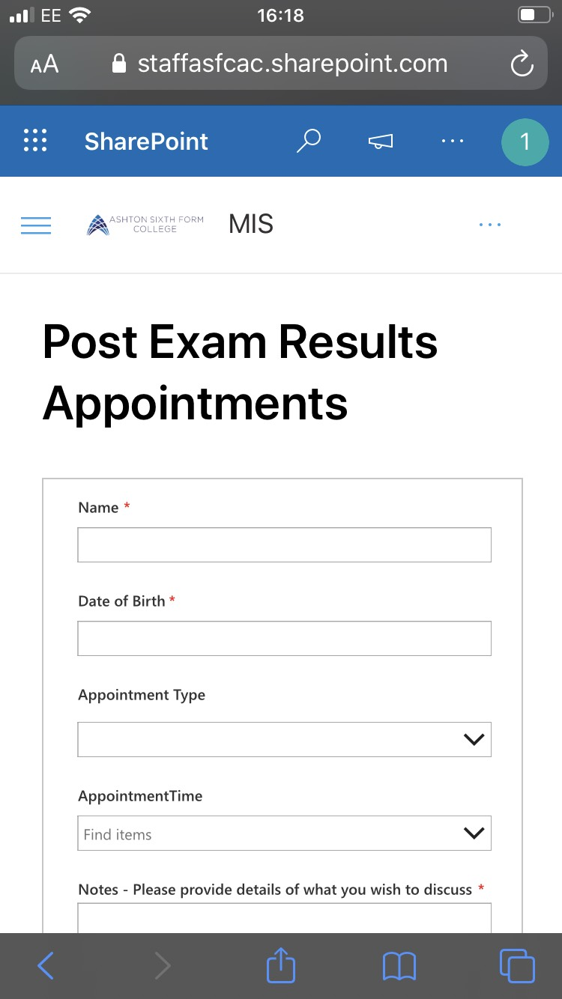 EE 16:18
AA staffasfcac.sharepoint.com
SharePoint 1
ASHTON SIXTH FORM
COLLEGE
MIS
Post Exam Results
Appointments
Name *
Date of Birth *
Appointment Type
AppointmentTime
Find items
Notes - Please provide details of what you wish to discuss *